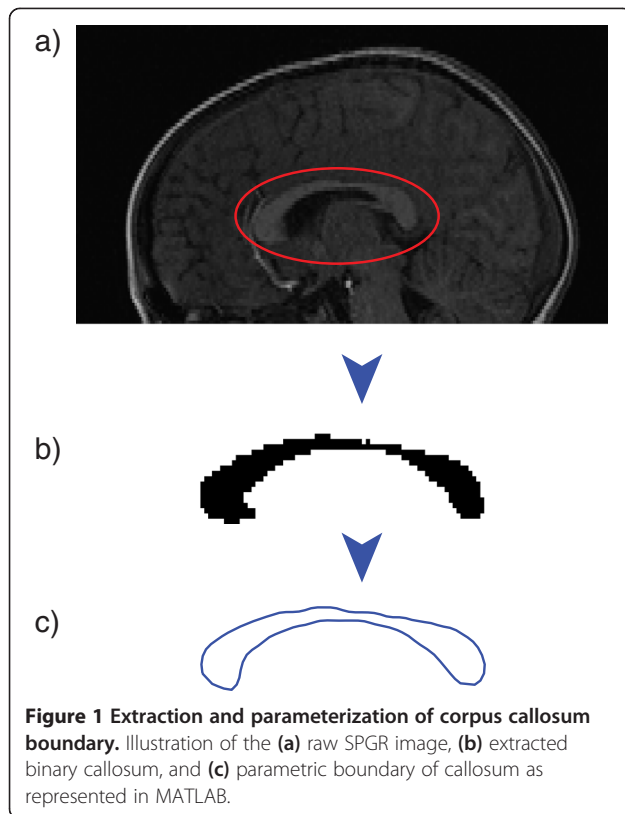 a)
b)
c)
Figure 1 Extraction and parameterization of corpus callosum
boundary. Illustration of the (a) raw SPGR image, (b) extracted
binary callosum, and (c) parametric boundary of callosum as
represented in MATLAB.